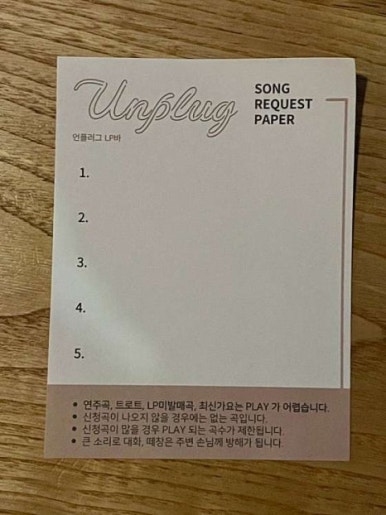 Unplug
SONG
REQUEST
PAPER
언플러그 LP바
1.
2.
3.
4.
5.
• 연주곡, 트로트, LP미발매곡, 최신가요는 PLAY 가 어렵습니다.
• 신청곡이 나오지 않을 경우에는 없는 곡입니다.
• 신청곡이 많을 경우 PLAY 되는 곡수가 제한됩니다.
• 큰 소리로 대화, 떼창은 주변 손님께 방해가 됩니다.